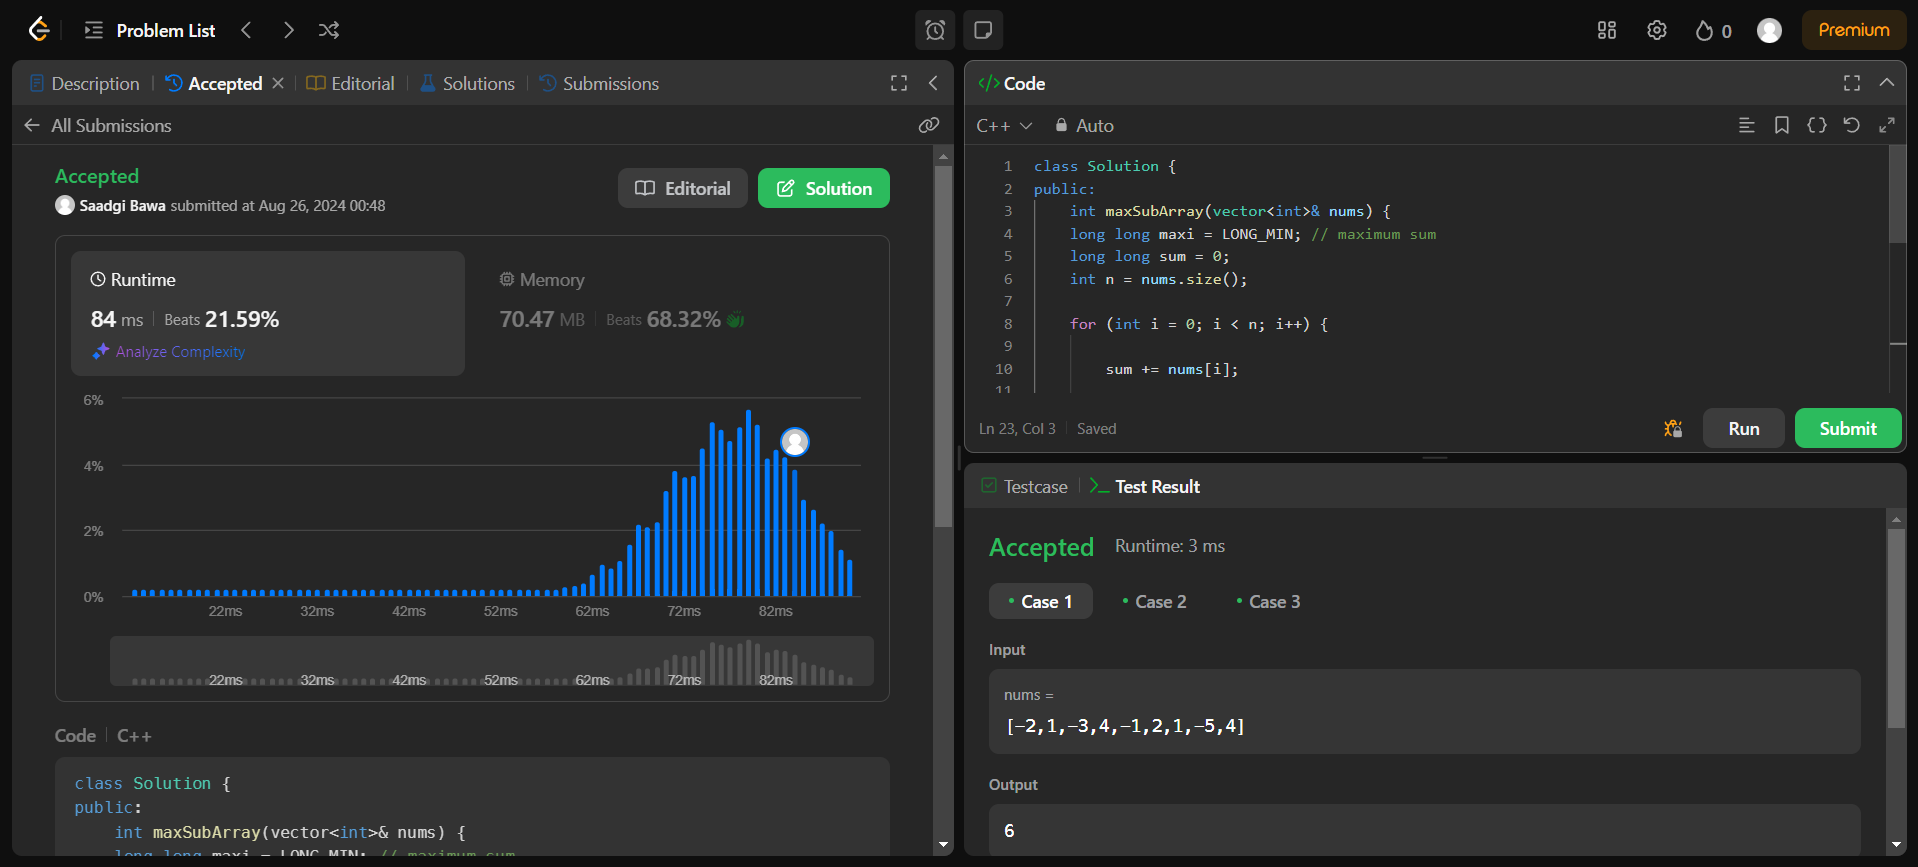 Problem List
0
Premium
Description
Accepted
Editorial
Solutions
Submissions
All Submissions
Accepted
Saadgi Bawa submitted at Aug 26, 2024 00:48
Editorial
Solution
Runtime
84 ms
Beats 21.59%
Analyze Complexity
Memory
70.47 MB
Beats 68.32%
6%
4%
2%
0%
22ms 32ms 42ms 52ms 62ms 72ms 82ms
22ms 32ms 42ms 52ms 62ms 72ms 82ms
Code C++
class Solution {
public:
int maxSubArray(vector<int>& nums) {
long long maxi = LONG_MIN; // maximum sum
Code
C++
Auto
1 class Solution {
2 public:
3 int maxSubArray(vector<int>& nums) {
4 long long maxi = LONG_MIN; // maximum sum
5 long long sum = 0;
6 int n = nums.size();
7
8 for (int i = 0; i < n; i++) {
9
10 sum += nums[i];
11
Ln 23, Col 3
Saved
Run
Submit
Testcase
>_ Test Result
Accepted
Runtime: 3 ms
• Case 1
• Case 2
• Case 3
Input
nums =
[-2,1,-3,4,-1,2,1,-5,4]
Output
6